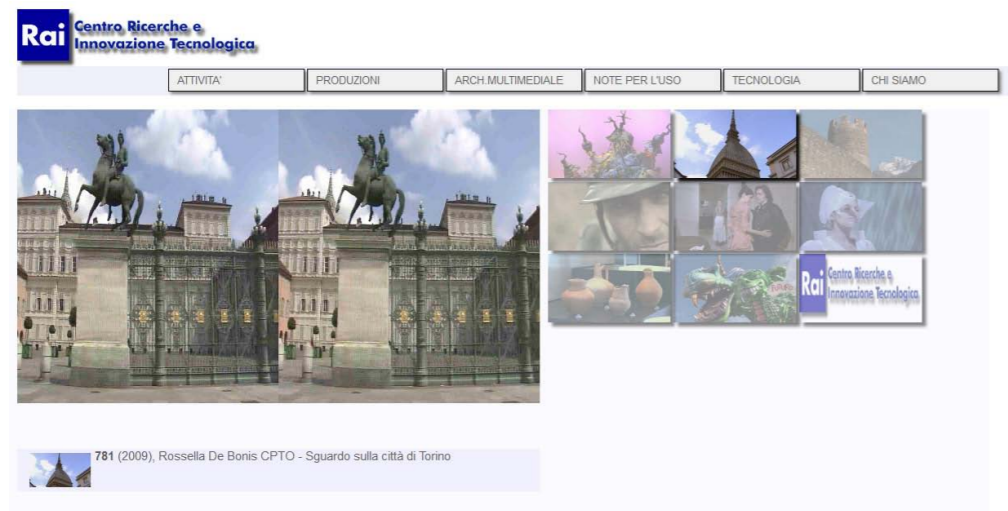 Rai Centro Ricerche e
Innovazione Tecnologica
ATTIVITA' PRODUZIONI ARCH.MULTIMEDIALE NOTE PER L'USO TECNOLOGIA CHI SIAMO
Rai Centro Ricerche e
Innovazione Tecnologica
781 (2009), Rossella De Bonis CPTO - Sguardo sulla città di Torino